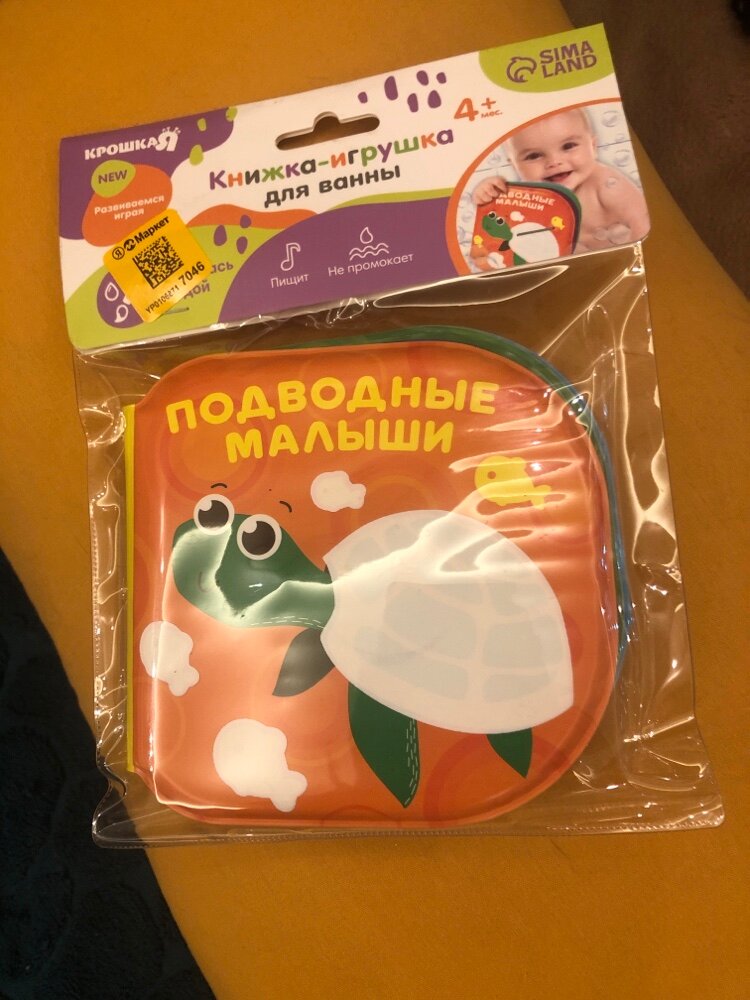 SIMA
LAND
КРОШКА Я
NEW
Развиваемся
играя
Книжка-игрушка
для ванны
4+
мес.
ПОДВОДНЫЕ
МАЛЫШИ
Я Маркет
7046
Пищит
Не промокает
ПОДВОДНЫЕ
МАЛЫШИ